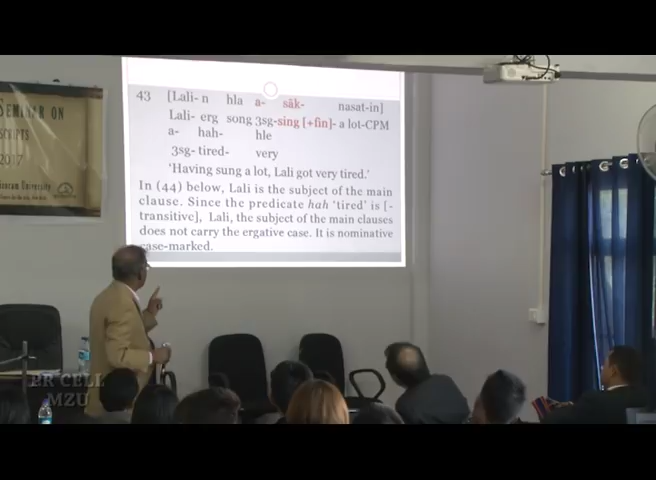 SEMINAR ON
SCRIPTS
2017
Mizoram University
43 [Lali- n hla a- säk- nasat-in]
Lali- erg song 3sg-sing [+fin]- a lot-CPM
a- hah- hle
3sg- tired- very
'Having sung a lot, Lali got very tired.'
In (44) below, Lali is the subject of the main
clause. Since the predicate hah 'tired' is [-
transitive], Lali, the subject of the main clauses
does not carry the ergative case. It is nominative
case-marked.
PR CELL
MZU